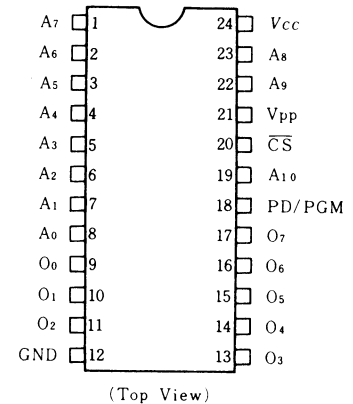 A7 1 24 Vcc
A6 2 23 A8
A5 3 22 A9
A4 4 21 Vpp
A3 5 20 C̅S̅
A2 6 19 A10
A1 7 18 PD/PGM
A0 8 17 O7
O0 9 16 O6
O1 10 15 O5
O2 11 14 O4
GND 12 13 O3
(Top View)